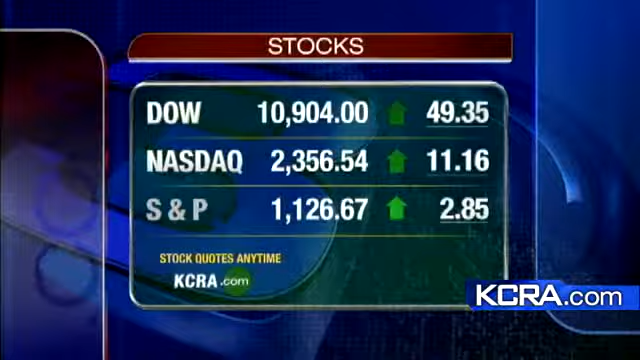 STOCKS
DOW 10,904.00 49.35
NASDAQ 2,356.54 11.16
S & P 1,126.67 2.85
STOCK QUOTES ANYTIME
KCRA.com
KCRA.com